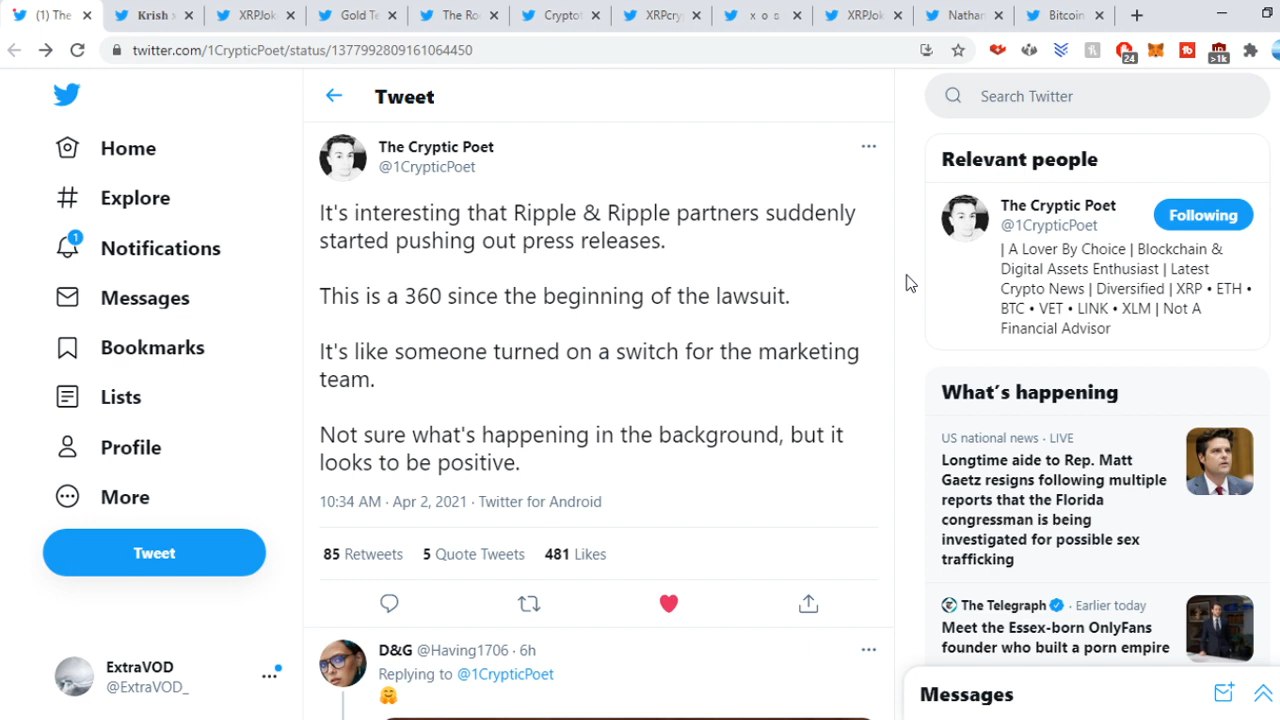 (1) The
Krish x
XRPJok
Gold Te
The Ro
Crypto
XRPcry
x o s
XRPJok
Nathan
Bitcoin
twitter.com/1CrypticPoet/status/1377992809161064450
24
>1k
Home
Explore
1
Notifications
Messages
Bookmarks
Lists
Profile
More
Tweet
ExtraVOD
@ExtraVOD_
Tweet
The Cryptic Poet
@1CrypticPoet
It's interesting that Ripple & Ripple partners suddenly
started pushing out press releases.
This is a 360 since the beginning of the lawsuit.
It's like someone turned on a switch for the marketing
team.
Not sure what's happening in the background, but it
looks to be positive.
10:34 AM · Apr 2, 2021 · Twitter for Android
85 Retweets 5 Quote Tweets 481 Likes
D&G @Having1706 · 6h
Replying to @1CrypticPoet
Search Twitter
Relevant people
The Cryptic Poet
@1CrypticPoet
Following
| A Lover By Choice | Blockchain &
Digital Assets Enthusiast | Latest
Crypto News | Diversified | XRP • ETH •
BTC • VET • LINK • XLM | Not A
Financial Advisor
What's happening
US national news · LIVE
Longtime aide to Rep. Matt
Gaetz resigns following multiple
reports that the Florida
congressman is being
investigated for possible sex
trafficking
The Telegraph · Earlier today
Meet the Essex-born OnlyFans
founder who built a porn empire
Messages